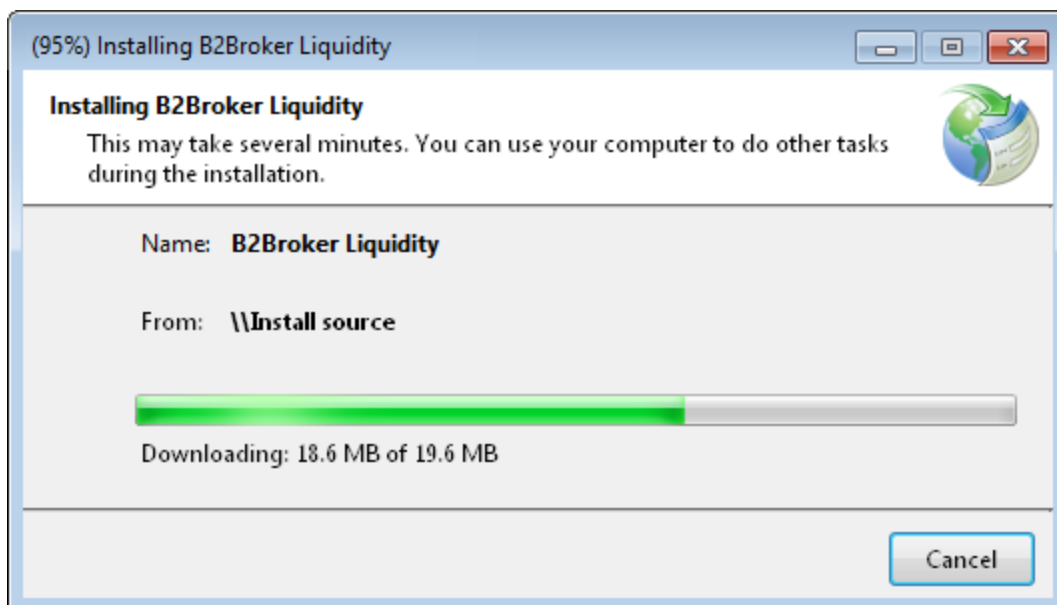 (95%) Installing B2Broker Liquidity
Installing B2Broker Liquidity
This may take several minutes. You can use your computer to do other tasks
during the installation.
Name: B2Broker Liquidity
From: \\Install source
Downloading: 18.6 MB of 19.6 MB
Cancel